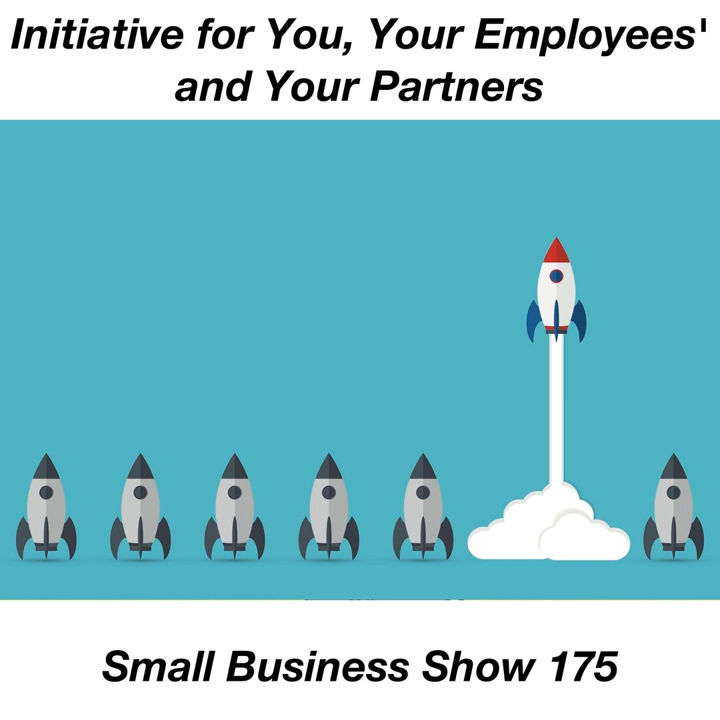 Initiative for You, Your Employees'
and Your Partners
Small Business Show 175